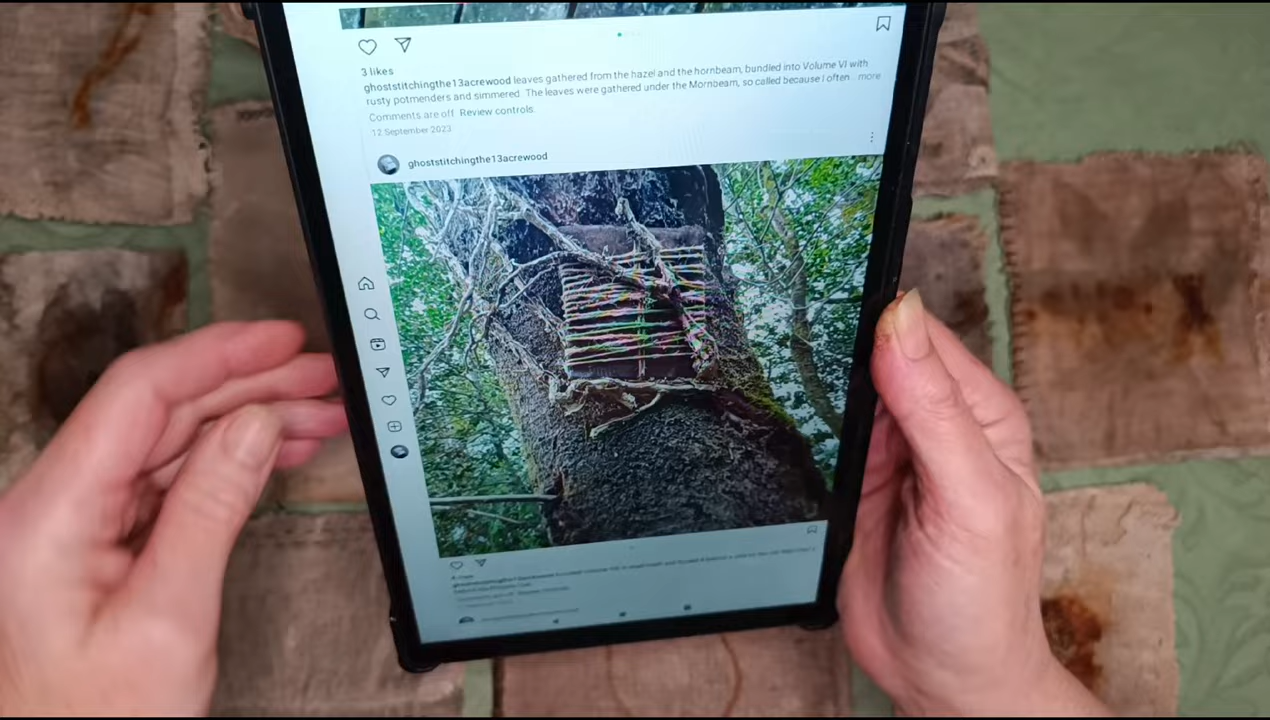 3 likes
ghoststitchingthe13acrewood leaves gathered from the hazel and the hornbeam, bundled into Volume VI with
rusty potmenders and simmered. The leaves were gathered under the Mornbeam, so called because I often... more
Comments are off. Review controls.
12 September 2023
ghoststitchingthe13acrewood